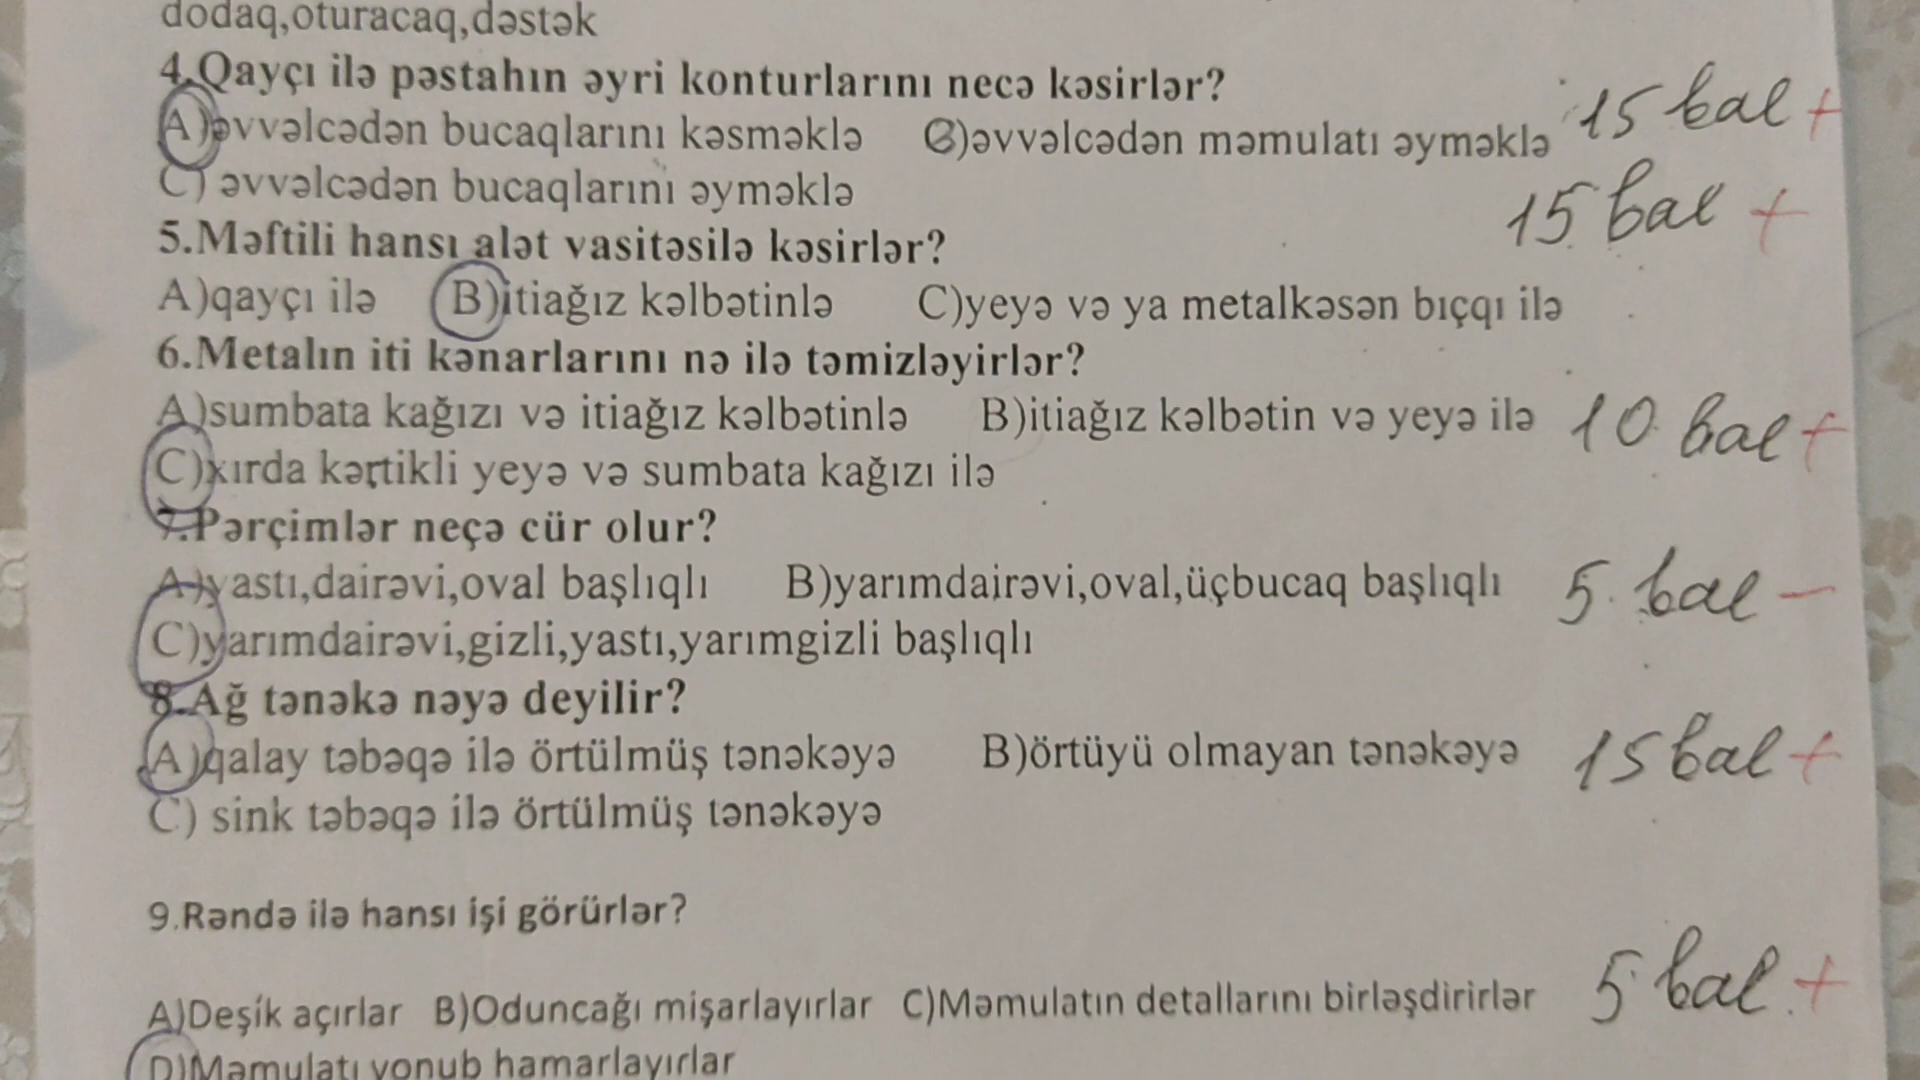 dodaq,oturacaq,dəstək
4.Qayçı ilə pəstahın əyri konturlarını necə kəsirlər?
A)əvvəlcədən bucaqlarını kəsməklə B)əvvəlcədən məmulatı əyməklə 15 bal +
C) əvvəlcədən bucaqlarını əyməklə
15 bal +
5.Məftili hansı alət vasitəsilə kəsirlər?
A)qayçı ilə B)itiağız kəlbətinlə C)yeyə və ya metalkəsən bıçqı ilə
6.Metalın iti kənarlarını nə ilə təmizləyirlər?
A)sumbata kağızı və itiağız kəlbətinlə B)itiağız kəlbətin və yeyə ilə 10 bal +
C)xırda kərtikli yeyə və sumbata kağızı ilə
7.Pərçimlər neçə cür olur?
A)yastı,dairəvi,oval başlıqlı B)yarımdairəvi,oval,üçbucaq başlıqlı 5 bal -
C)yarımdairəvi,gizli,yastı,yarımgizli başlıqlı
8.Ağ tənəkə nəyə deyilir?
A)qalay təbəqə ilə örtülmüş tənəkəyə B)örtüyü olmayan tənəkəyə 15 bal +
C) sink təbəqə ilə örtülmüş tənəkəyə
9.Rəndə ilə hansı işi görürlər?
A)Deşik açırlar B)Oduncağı mişarlayırlar C)Məmulatın detallarını birləşdirirlər 5 bal +
D)Məmulatı yonub hamarlayırlar